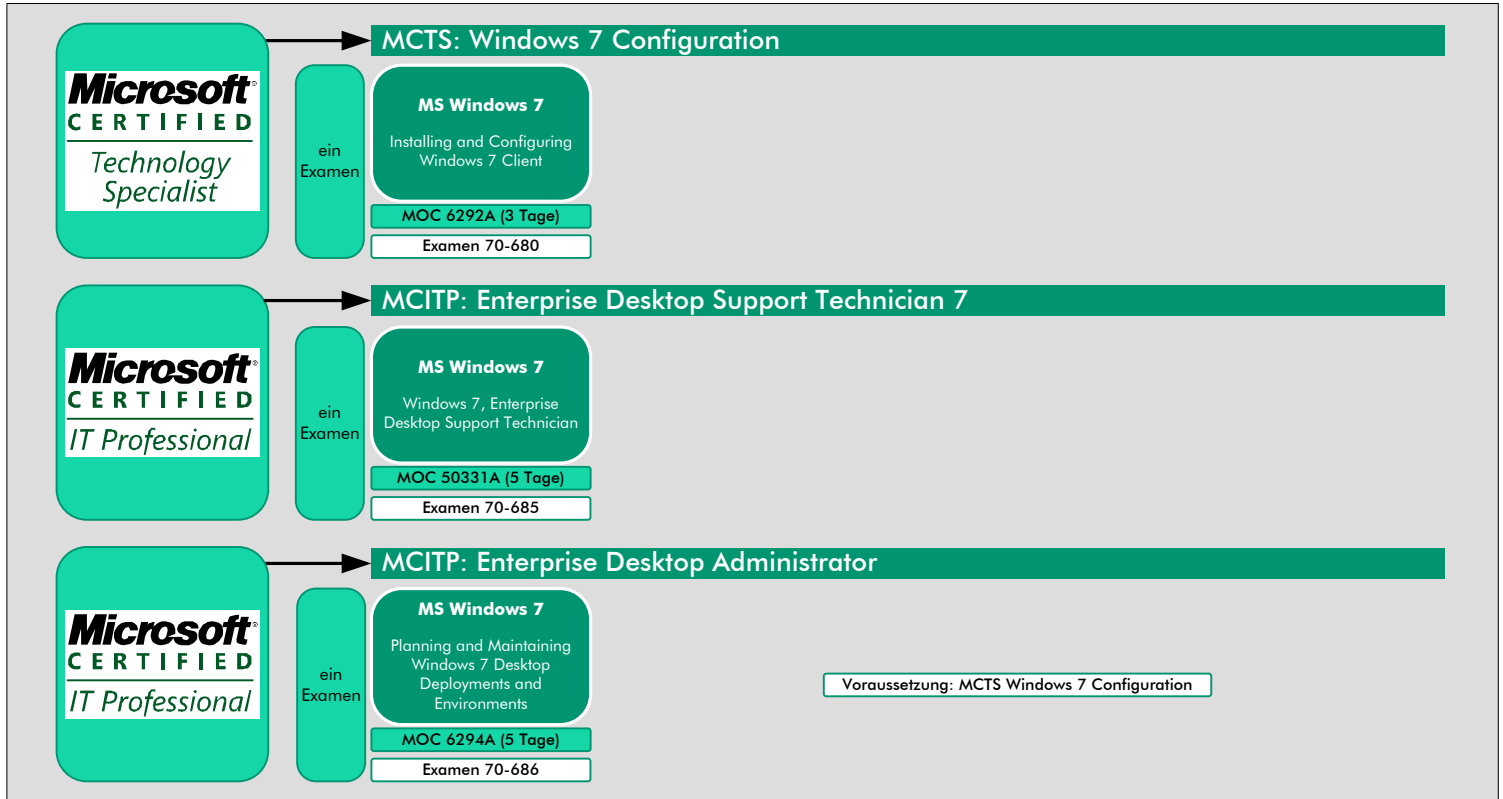 MCTS: Windows 7 Configuration
Microsoft®
CERTIFIED
Technology
Specialist
ein
Examen
MS Windows 7
Installing and Configuring
Windows 7 Client
MOC 6292A (3 Tage)
Examen 70-680
MCITP: Enterprise Desktop Support Technician 7
Microsoft®
CERTIFIED
IT Professional
ein
Examen
MS Windows 7
Windows 7, Enterprise
Desktop Support Technician
MOC 50331A (5 Tage)
Examen 70-685
MCITP: Enterprise Desktop Administrator
Microsoft®
CERTIFIED
IT Professional
ein
Examen
MS Windows 7
Planning and Maintaining
Windows 7 Desktop
Deployments and
Environments
MOC 6294A (5 Tage)
Examen 70-686
Voraussetzung: MCTS Windows 7 Configuration